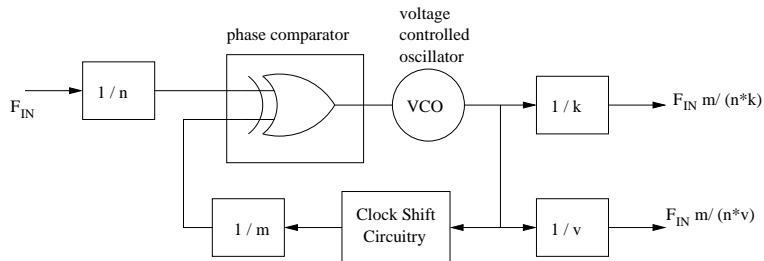 voltage
controlled
oscillator
phase comparator
F_IN
1 / n
VCO
1 / k
F_IN m/ (n*k)
1 / m
Clock Shift
Circuitry
1 / v
F_IN m/ (n*v)